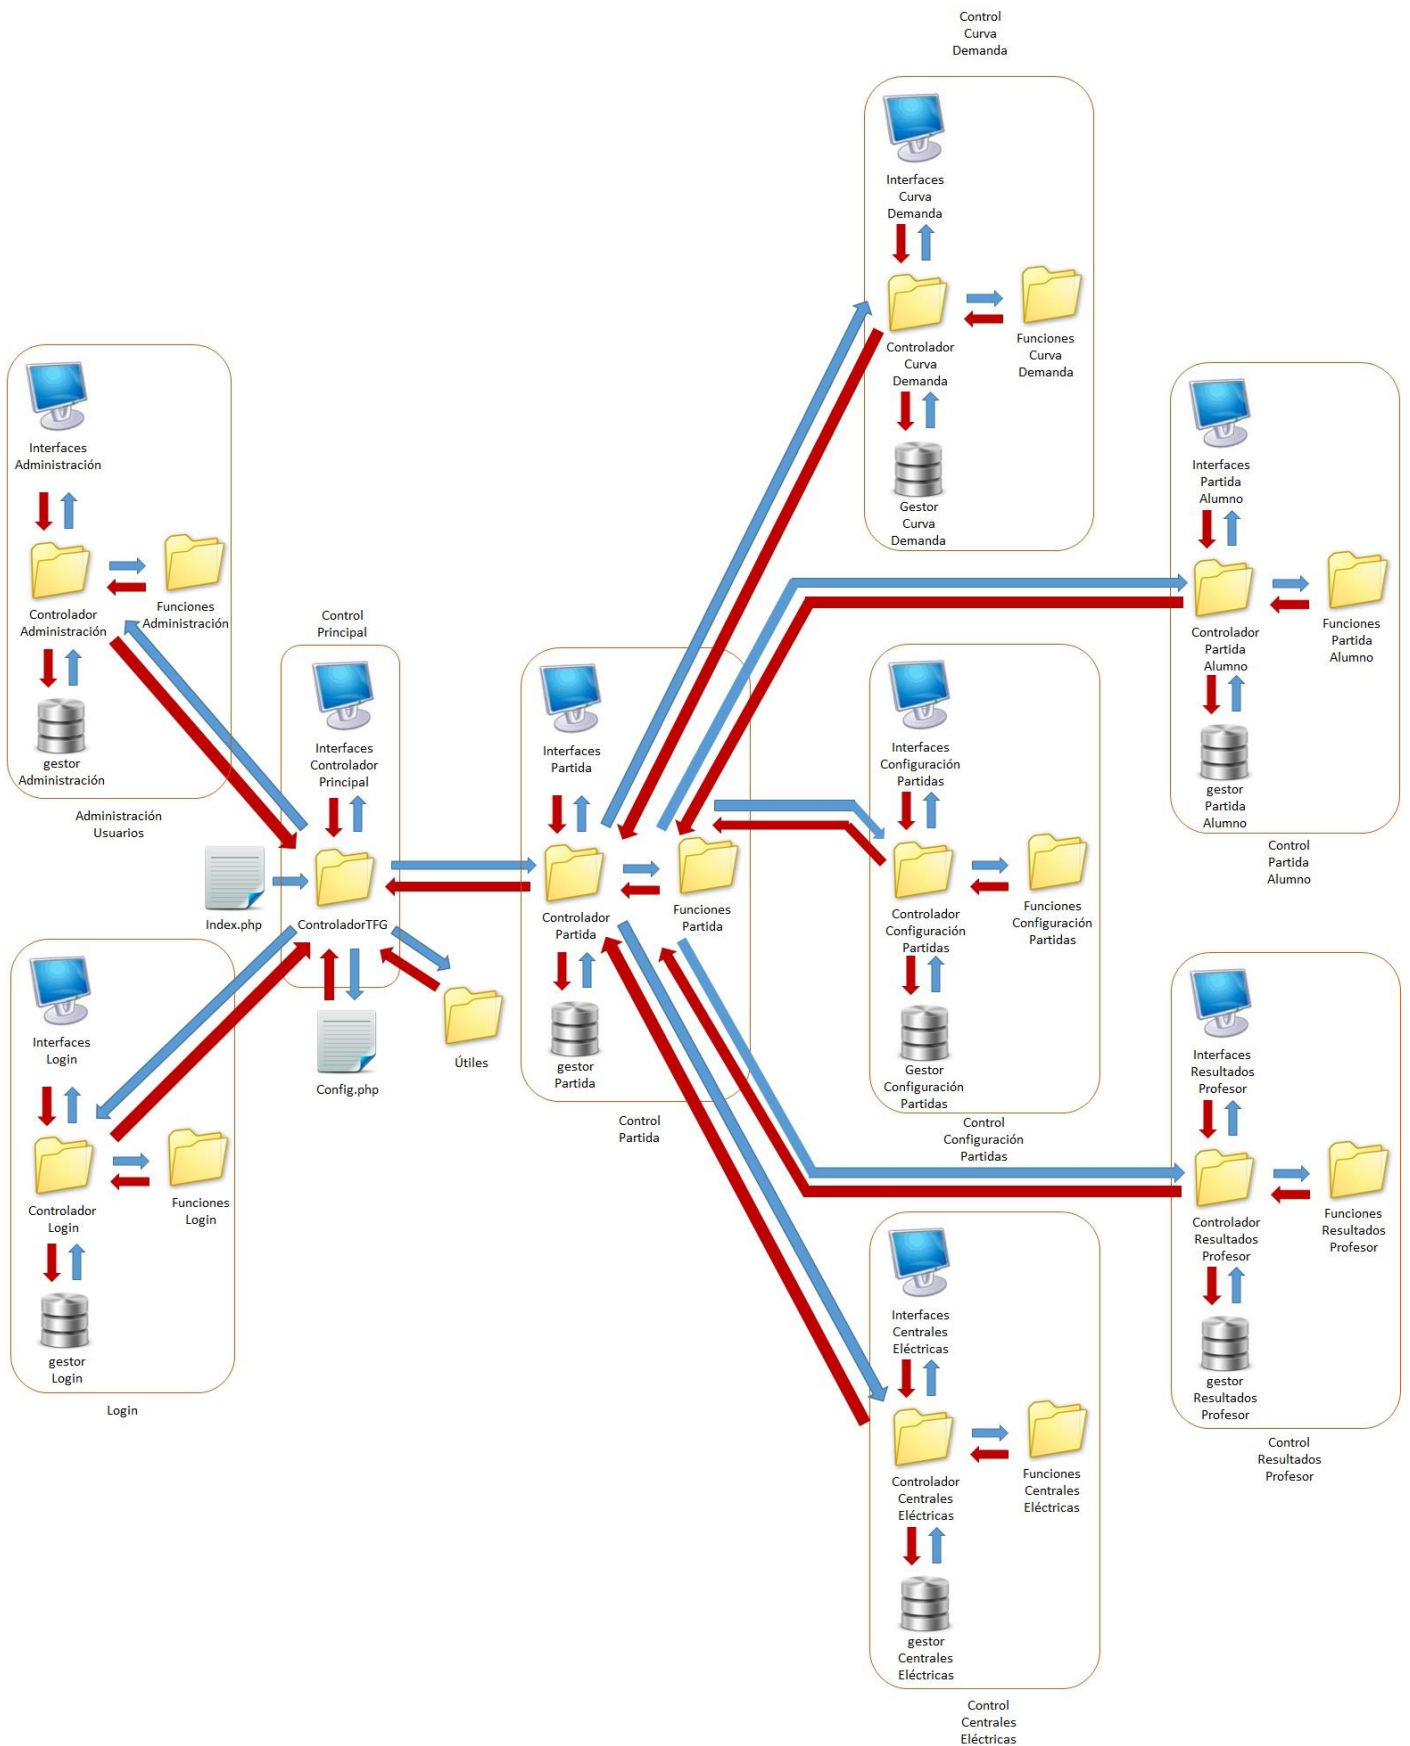 Control
Curva
Demanda
Interfaces
Curva
Demanda
Controlador
Curva
Demanda
Funciones
Curva
Demanda
Gestor
Curva
Demanda
Interfaces
Administración
Controlador
Administración
Funciones
Administración
gestor
Administración
Administración
Usuarios
Control
Principal
Interfaces
Controlador
Principal
Index.php
ControladorTFG
Config.php
Útiles
Interfaces
Login
Controlador
Login
Funciones
Login
gestor
Login
Login
Interfaces
Partida
Controlador
Partida
Funciones
Partida
gestor
Partida
Control
Partida
Interfaces
Partida
Alumno
Controlador
Partida
Alumno
Funciones
Partida
Alumno
gestor
Partida
Alumno
Control
Partida
Alumno
Interfaces
Configuración
Partidas
Controlador
Configuración
Partidas
Funciones
Configuración
Partidas
Gestor
Configuración
Partidas
Control
Configuración
Partidas
Interfaces
Resultados
Profesor
Controlador
Resultados
Profesor
Funciones
Resultados
Profesor
gestor
Resultados
Profesor
Control
Resultados
Profesor
Interfaces
Centrales
Eléctricas
Controlador
Centrales
Eléctricas
Funciones
Centrales
Eléctricas
gestor
Centrales
Eléctricas
Control
Centrales
Eléctricas